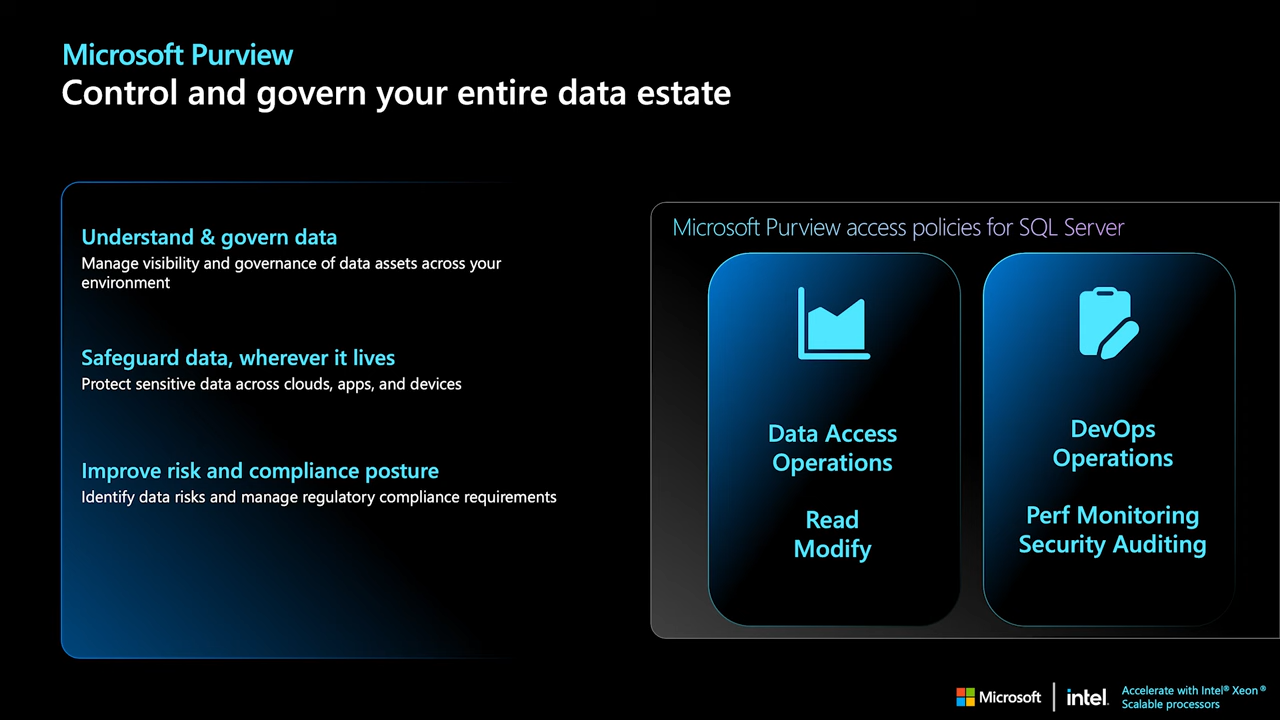 Microsoft Purview
Control and govern your entire data estate
Understand & govern data
Manage visibility and governance of data assets across your
environment
Safeguard data, wherever it lives
Protect sensitive data across clouds, apps, and devices
Improve risk and compliance posture
Identify data risks and manage regulatory compliance requirements
Microsoft Purview access policies for SQL Server
Data Access
Operations
Read
Modify
DevOps
Operations
Perf Monitoring
Security Auditing
Microsoft
intel.
Accelerate with Intel® Xeon®
Scalable processors